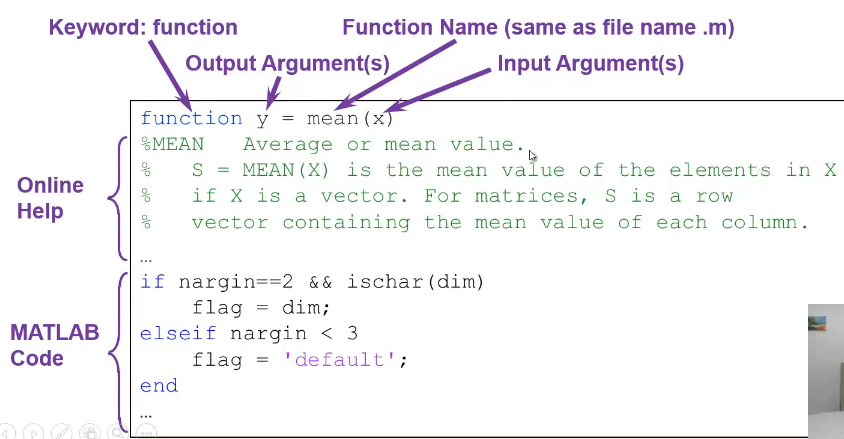 Keyword: function
Function Name (same as file name .m)
Output Argument(s)
Input Argument(s)
function y = mean(x)
%MEAN   Average or mean value.
%   S = MEAN(X) is the mean value of the elements in X
%   if X is a vector. For matrices, S is a row
%   vector containing the mean value of each column.
…
Online
Help
if nargin==2 && ischar(dim)
    flag = dim;
elseif nargin < 3
    flag = 'default';
end
…
MATLAB
Code